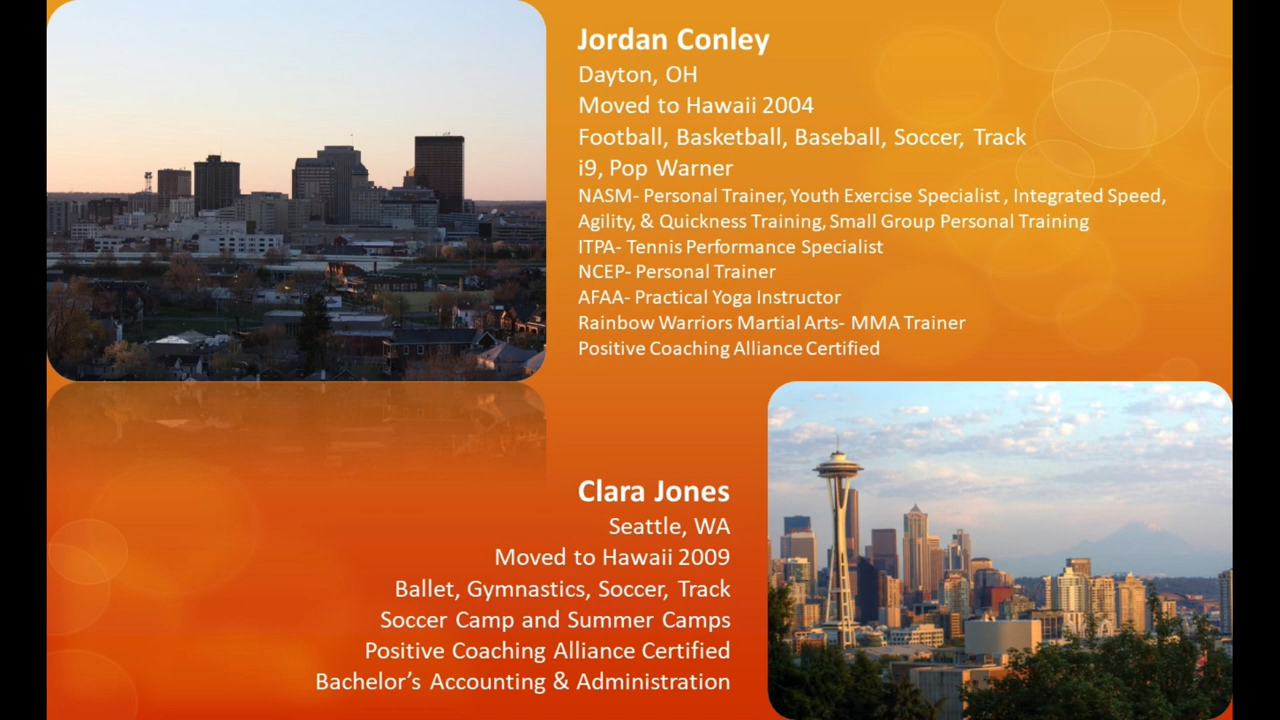 Jordan Conley
Dayton, OH
Moved to Hawaii 2004
Football, Basketball, Baseball, Soccer, Track
i9, Pop Warner
NASM- Personal Trainer, Youth Exercise Specialist , Integrated Speed,
Agility, & Quickness Training, Small Group Personal Training
ITPA- Tennis Performance Specialist
NCEP- Personal Trainer
AFAA- Practical Yoga Instructor
Rainbow Warriors Martial Arts- MMA Trainer
Positive Coaching Alliance Certified
Clara Jones
Seattle, WA
Moved to Hawaii 2009
Ballet, Gymnastics, Soccer, Track
Soccer Camp and Summer Camps
Positive Coaching Alliance Certified
Bachelor’s Accounting & Administration